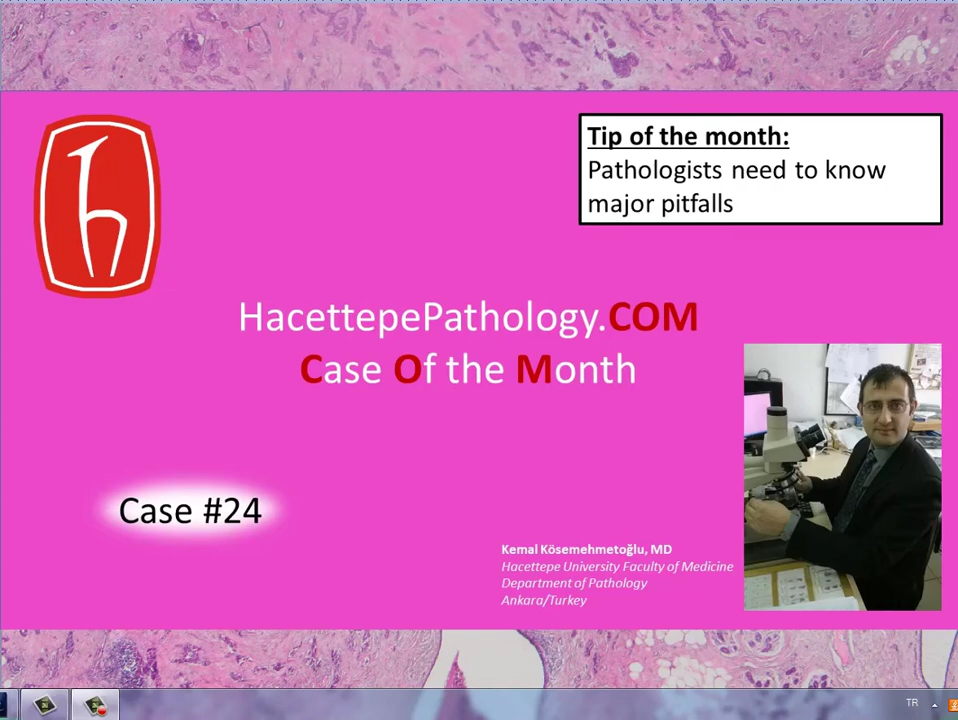 Tip of the month:
Pathologists need to know
major pitfalls
HacettepePathology.COM
Case Of the Month
Case #24
Kemal Kösemehmetoğlu, MD
Hacettepe University Faculty of Medicine
Department of Pathology
Ankara/Turkey
TR